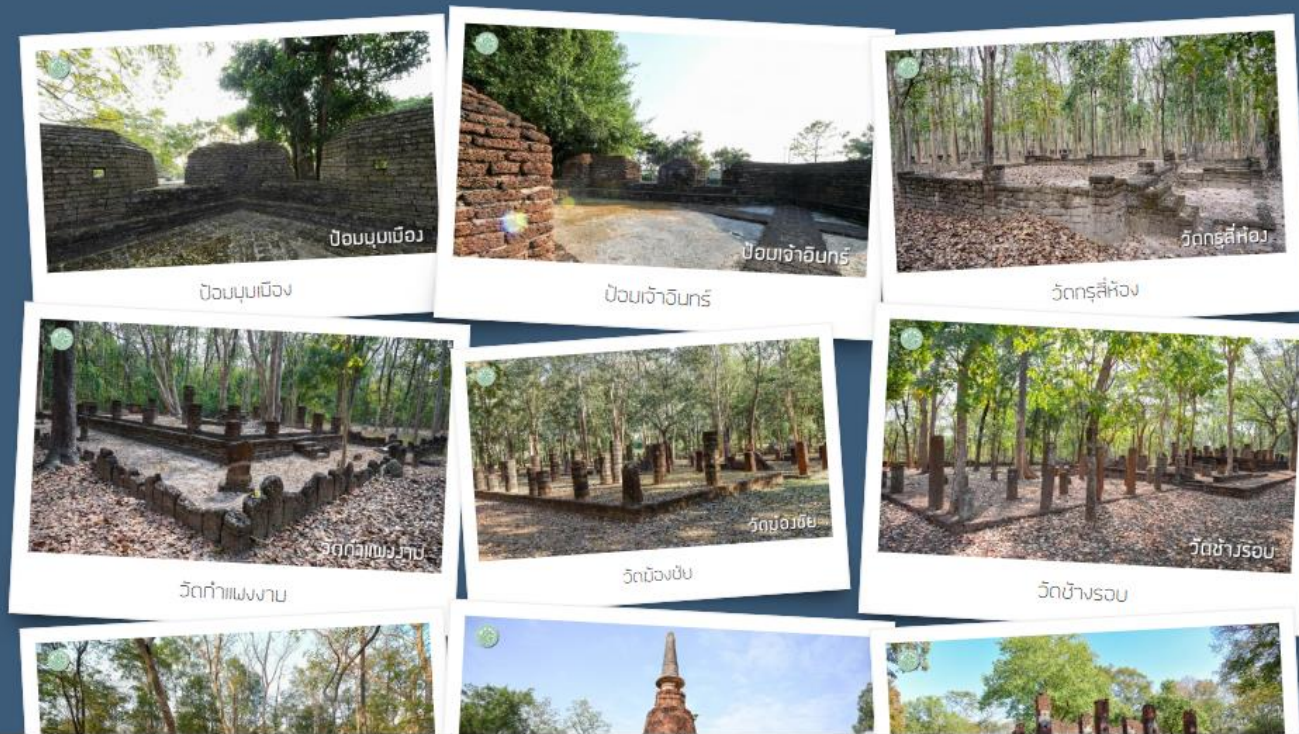 ป้อมมุมเมือง
ป้อมมุมเมือง
ป้อมเจ้าอินทร์
ป้อมเจ้าอินทร์
วัดกรุสี่ห้อง
วัดกรุสี่ห้อง
วัดกำแพงงาม
วัดกำแพงงาม
วัดฆ้องชัย
วัดฆ้องชัย
วัดช้างรอบ
วัดช้างรอบ